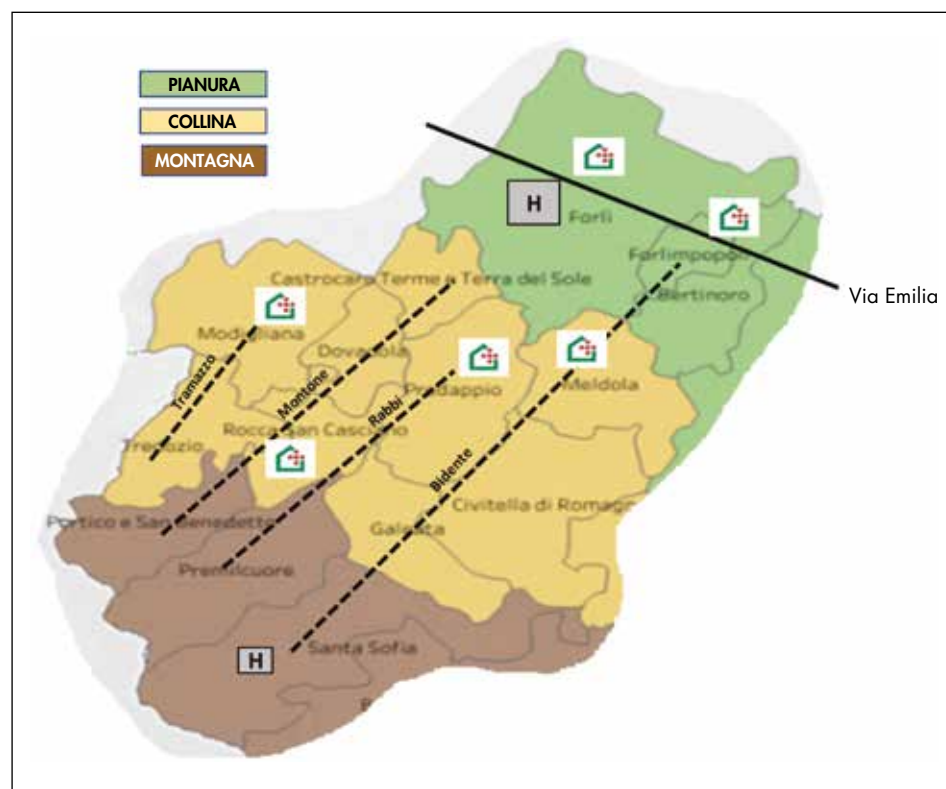 PIANURA
COLLINA
MONTAGNA
H
Forlì
Forlimpopoli
Bertinoro
Via Emilia
Castrocaro Terme e Terra del Sole
Modigliana
Dovadola
Predappio
Meldola
Tramazzo
Montone
Rabbi
Rocca San Casciano
Tredozio
Bidente
Civitella di Romagn
Galeata
Portico e San Benedetto
Premilcuore
Santa Sofia
H